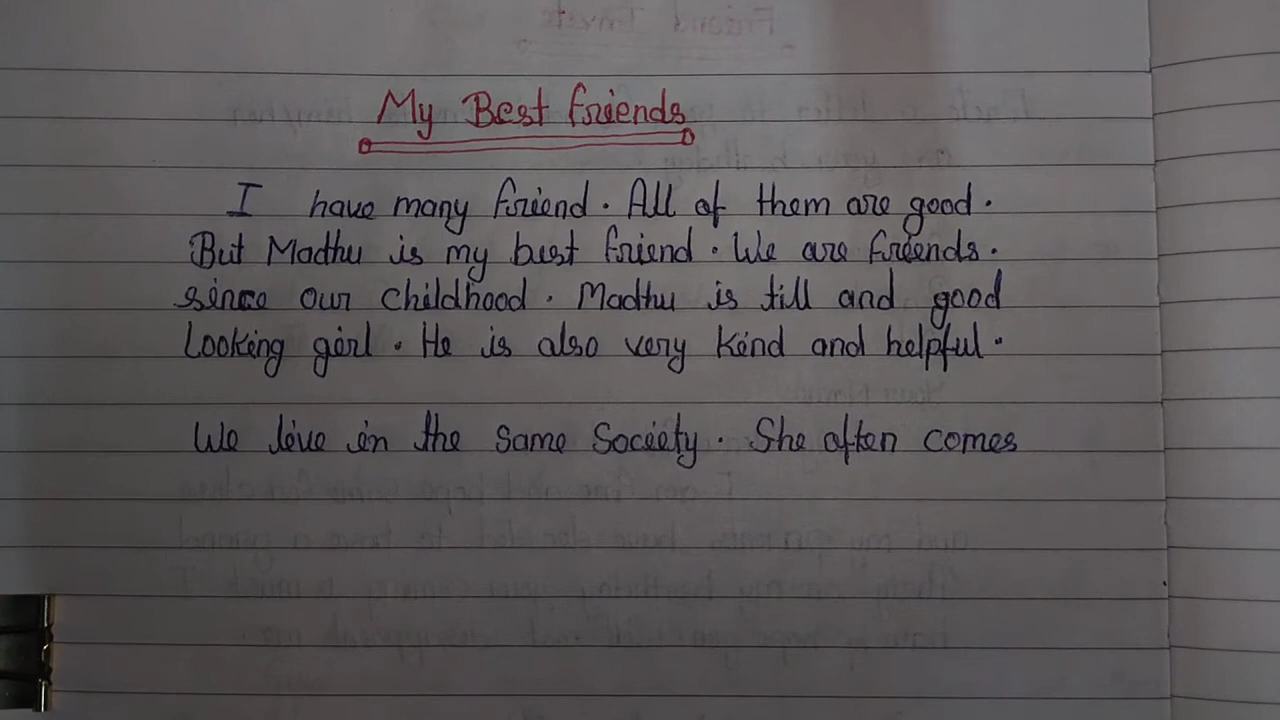 My Best friends
I have many friend. All of them are good.
But Madhu is my best friend. We are friends.
since our childhood. Madhu is till and good
looking girl. He is also very kind and helpful.
We live in the same Society. She often comes